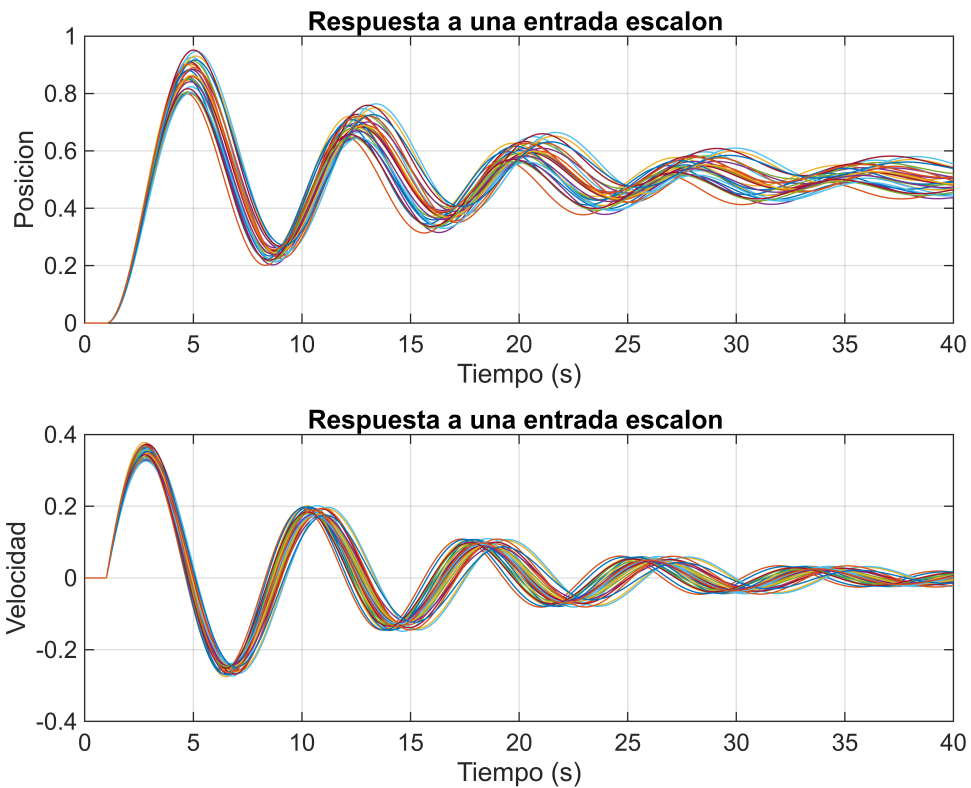 Respuesta a una entrada escalon
1
0.8
0.6
0.4
0.2
0
Posicion
0 5 10 15 20 25 30 35 40
Tiempo (s)
Respuesta a una entrada escalon
0.4
0.2
0
-0.2
-0.4
Velocidad
0 5 10 15 20 25 30 35 40
Tiempo (s)